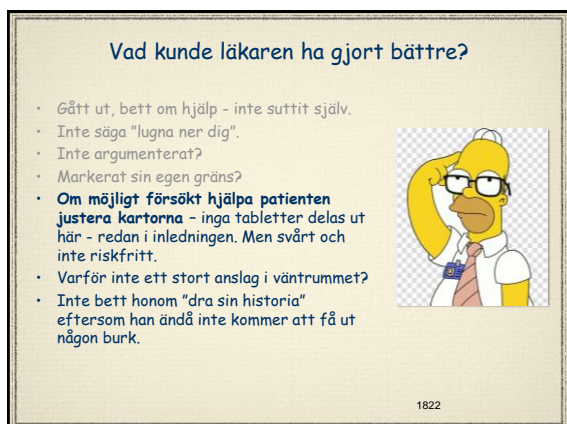 Vad kunde läkaren ha gjort bättre?
• Gått ut, bett om hjälp - inte suttit själv.
• Inte säga "lugna ner dig".
• Inte argumenterat?
• Markerat sin egen gräns?
• Om möjligt försökt hjälpa patienten
justera kartorna – inga tabletter delas ut
här - redan i inledningen. Men svårt och
inte riskfritt.
• Varför inte ett stort anslag i väntrummet?
• Inte bett honom "dra sin historia"
eftersom han ändå inte kommer att få ut
någon burk.
1822